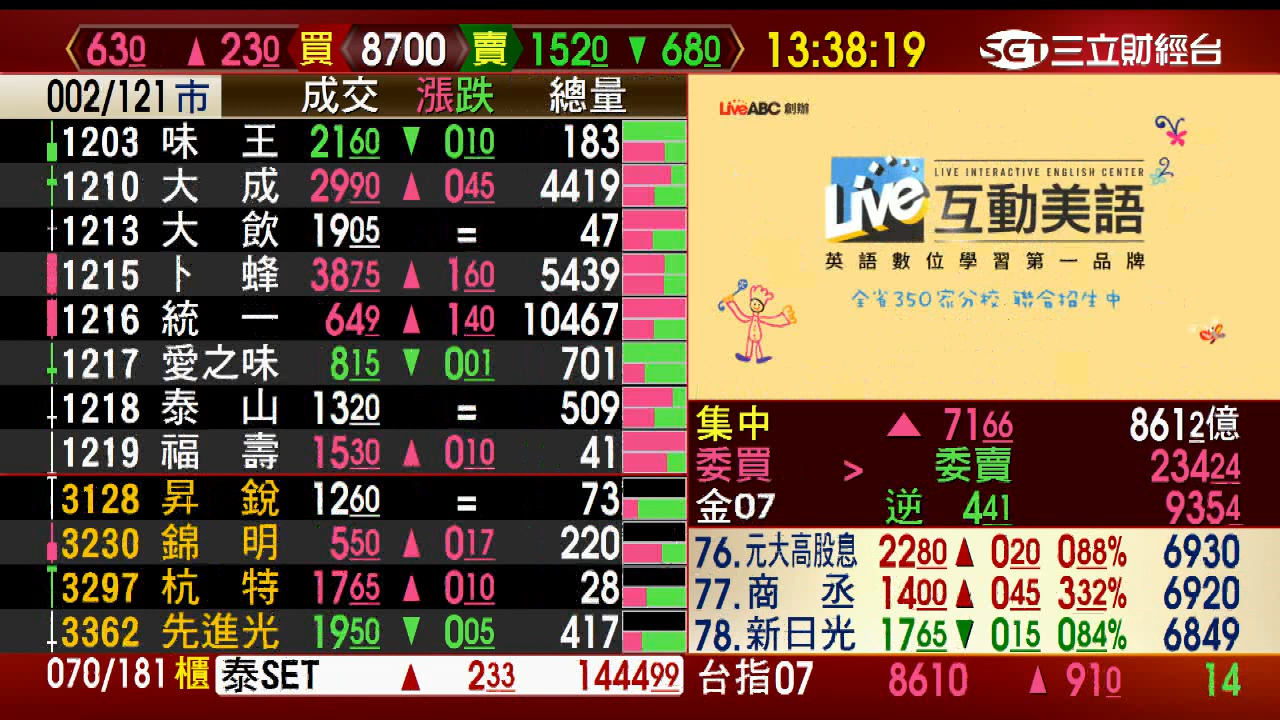 630 ▲ 230 買 8700 賣 1520 ▼ 680 13:38:19 SET三立財經台
002/121 市 成交 漲跌 總量
1203 味王 2160 ▼ 010 183
1210 大成 2990 ▲ 045 4419
1213 大飲 1905 = 47
1215 卜蜂 3875 ▲ 160 5439
1216 統一 649 ▲ 140 10467
1217 愛之味 815 ▼ 001 701
1218 泰山 1320 = 509
1219 福壽 1530 ▲ 010 41
3128 昇銳 1260 = 73
3230 錦明 550 ▲ 017 220
3297 杭特 1765 ▲ 010 28
3362 先進光 1950 ▼ 005 417
070/181 櫃 泰SET ▲ 233 144499
LiveABC 創辦
LIVE INTERACTIVE ENGLISH CENTER
Live 互動美語
英語數位學習第一品牌
全省350家分校 聯合招生中
集中 ▲ 7166 8612億
委買 > 委賣 23424
金07 逆 441 9354
76.元大高股息 2280 ▲ 020 088% 6930
77.商丞 1400 ▲ 045 332% 6920
78.新日光 1765 ▼ 015 084% 6849
台指07 8610 ▲ 910 14